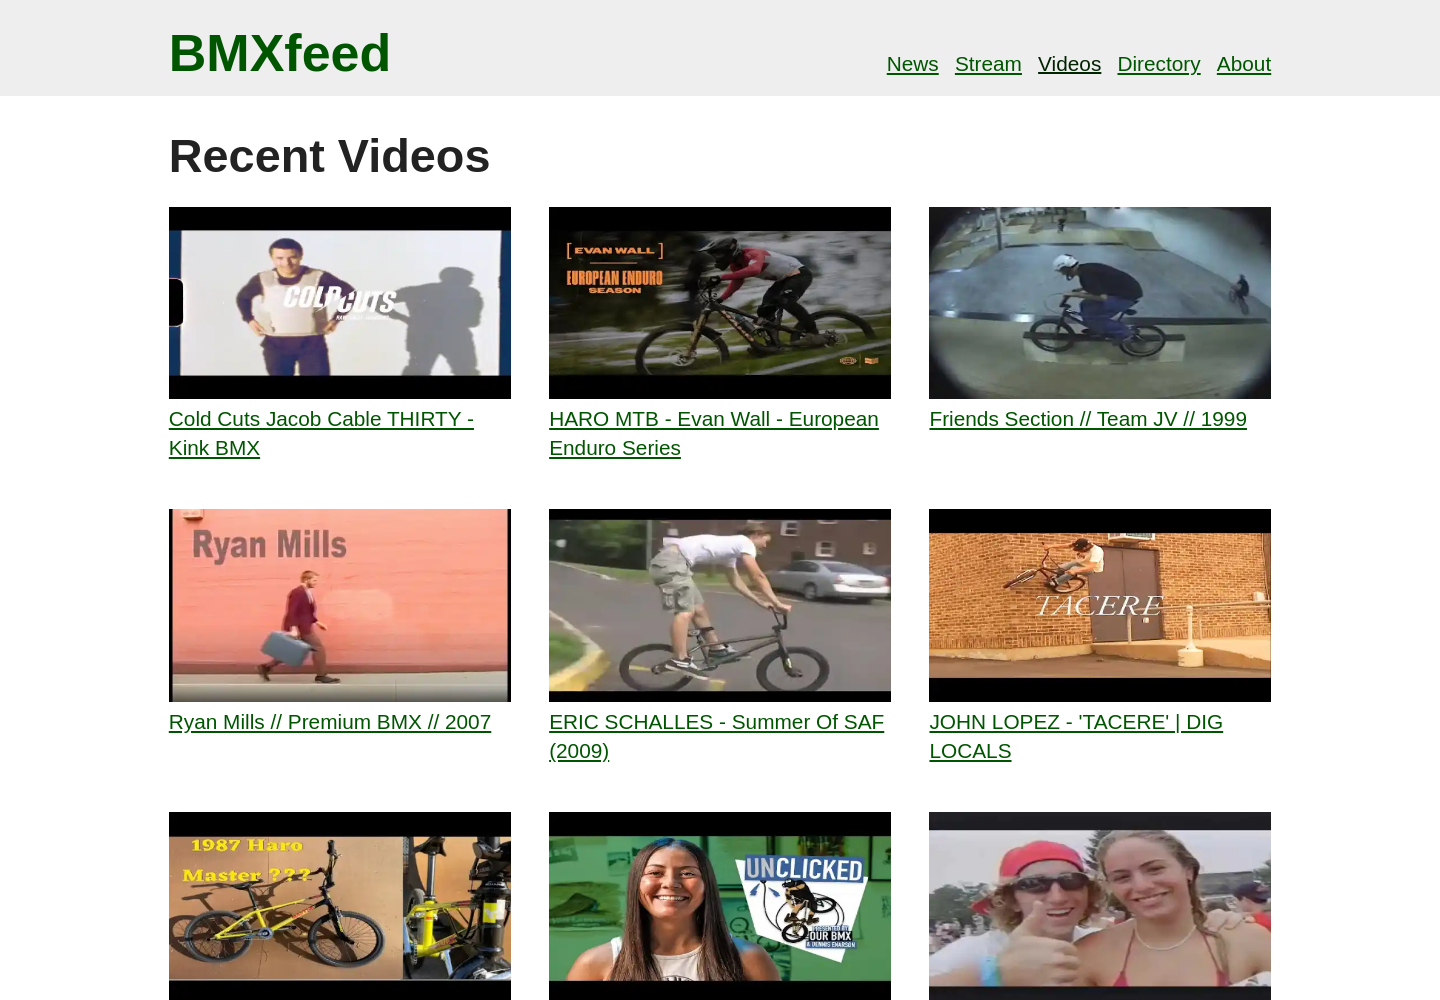 BMXfeed
News Stream Videos Directory About
Recent Videos
COLD CUTS
[EVAN WALL]
EUROPEAN ENDURO
SEASON
Cold Cuts Jacob Cable THIRTY -
Kink BMX
HARO MTB - Evan Wall - European
Enduro Series
Friends Section // Team JV // 1999
Ryan Mills
TACERE
Ryan Mills // Premium BMX // 2007
ERIC SCHALLES - Summer Of SAF
(2009)
JOHN LOPEZ - 'TACERE' | DIG
LOCALS
1987 Haro
Master ???
UNCLICKED
PRESENTED BY
OUR BMX
& DENNIS ENARSON